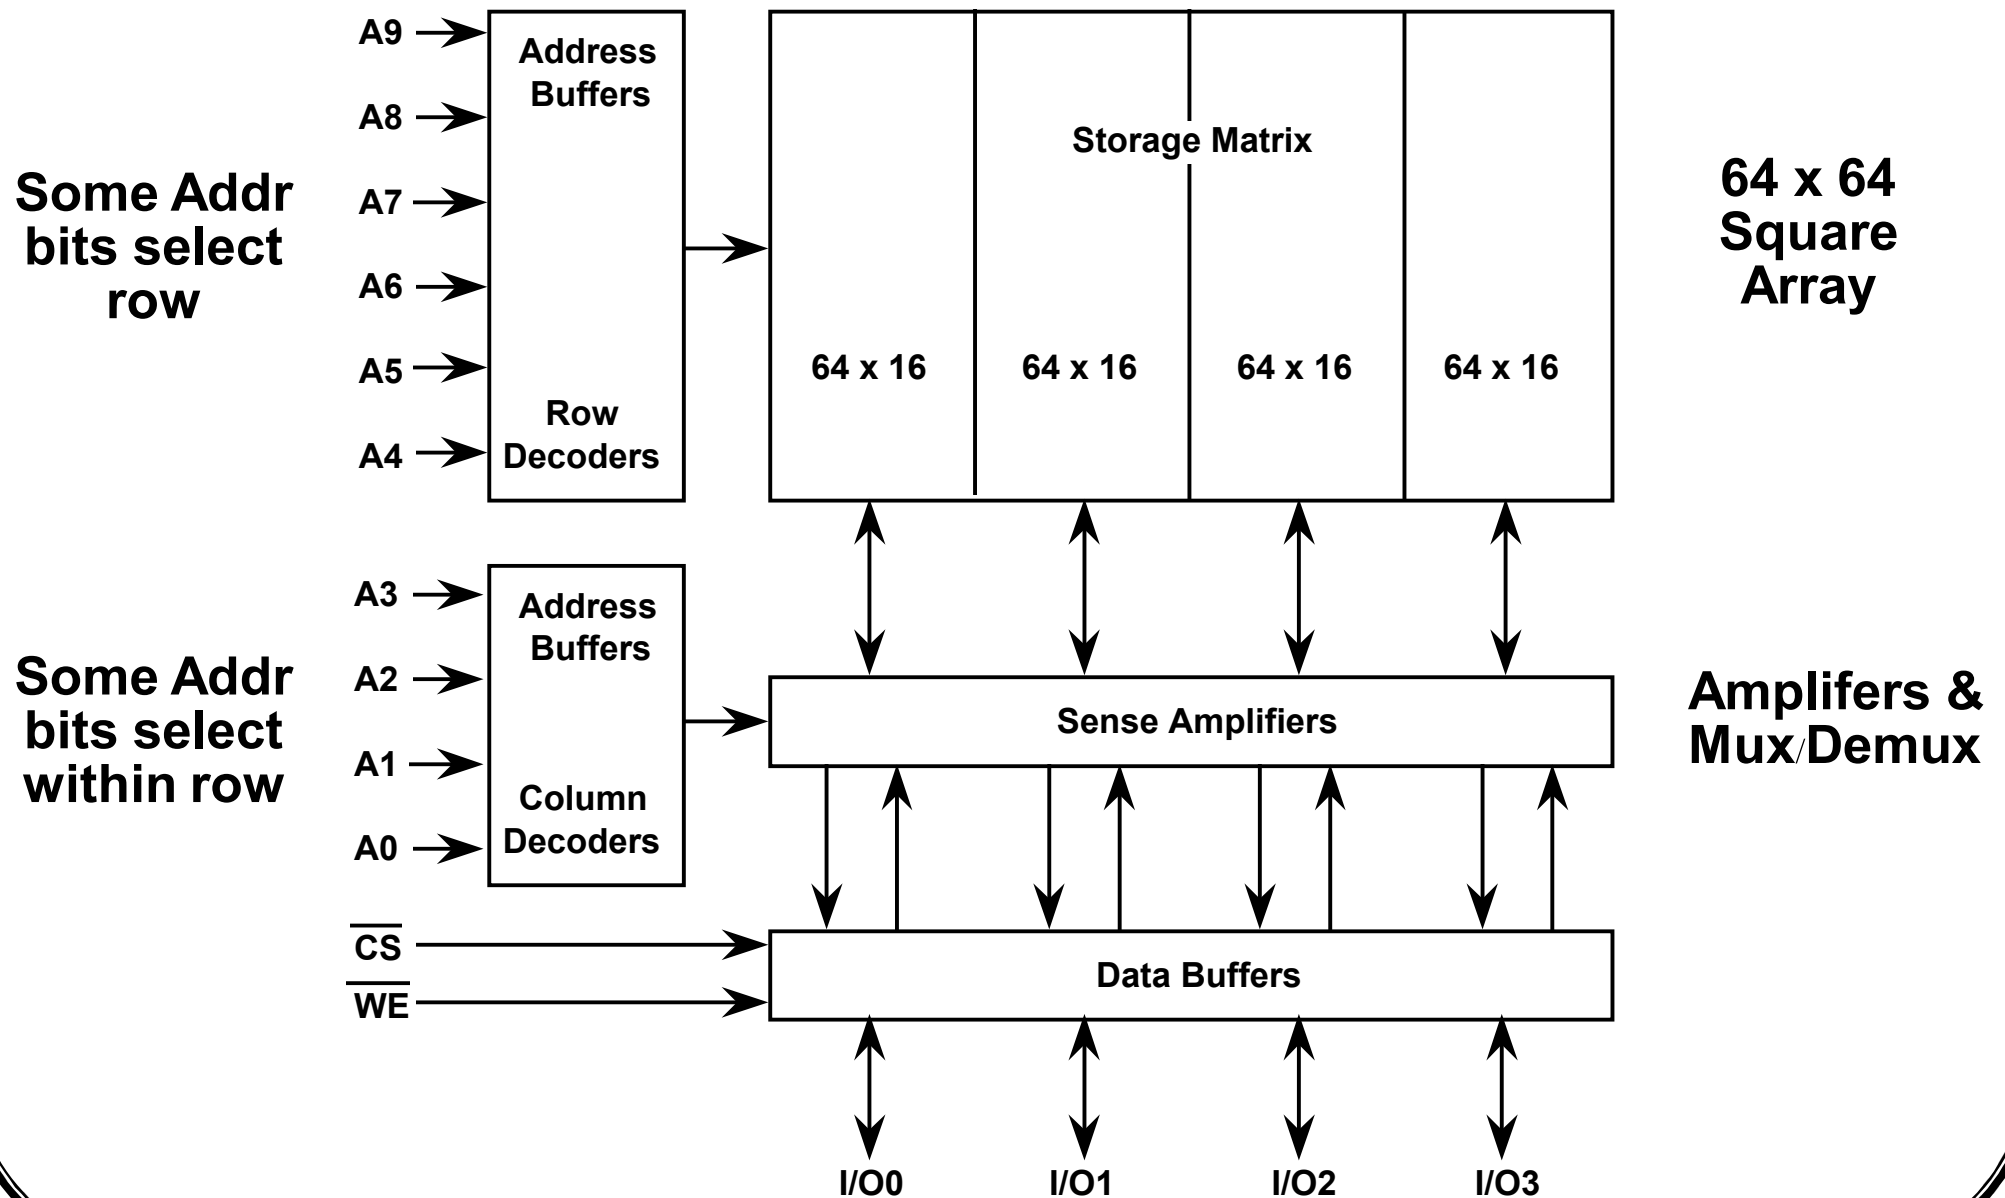 Some Addr
bits select
row
A9
A8
A7
A6
A5
A4
Address
Buffers
Row
Decoders
Storage Matrix
64 x 16
64 x 16
64 x 16
64 x 16
64 x 64
Square
Array
Some Addr
bits select
within row
A3
A2
A1
A0
Address
Buffers
Column
Decoders
Sense Amplifiers
Amplifers &
Mux/Demux
CS
WE
Data Buffers
I/O0
I/O1
I/O2
I/O3